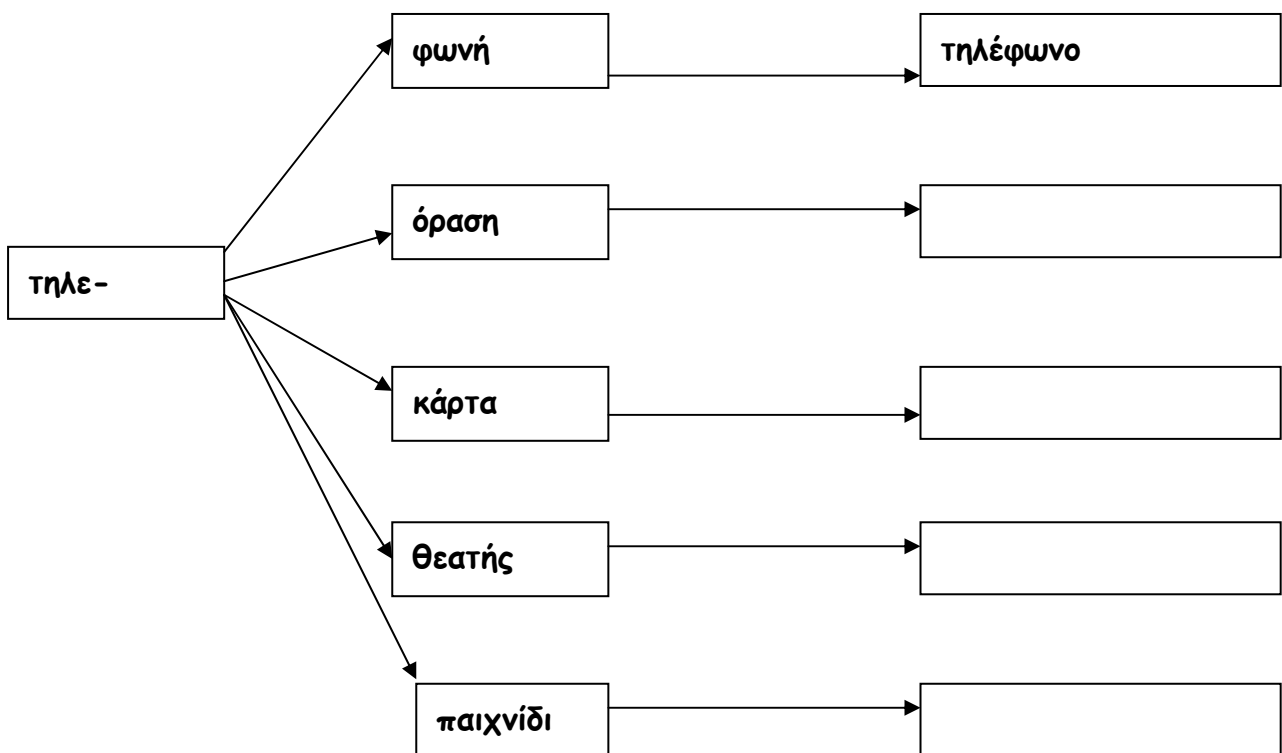 φωνή τηλέφωνο
όραση
τηλε-
κάρτα
θεατής
παιχνίδι